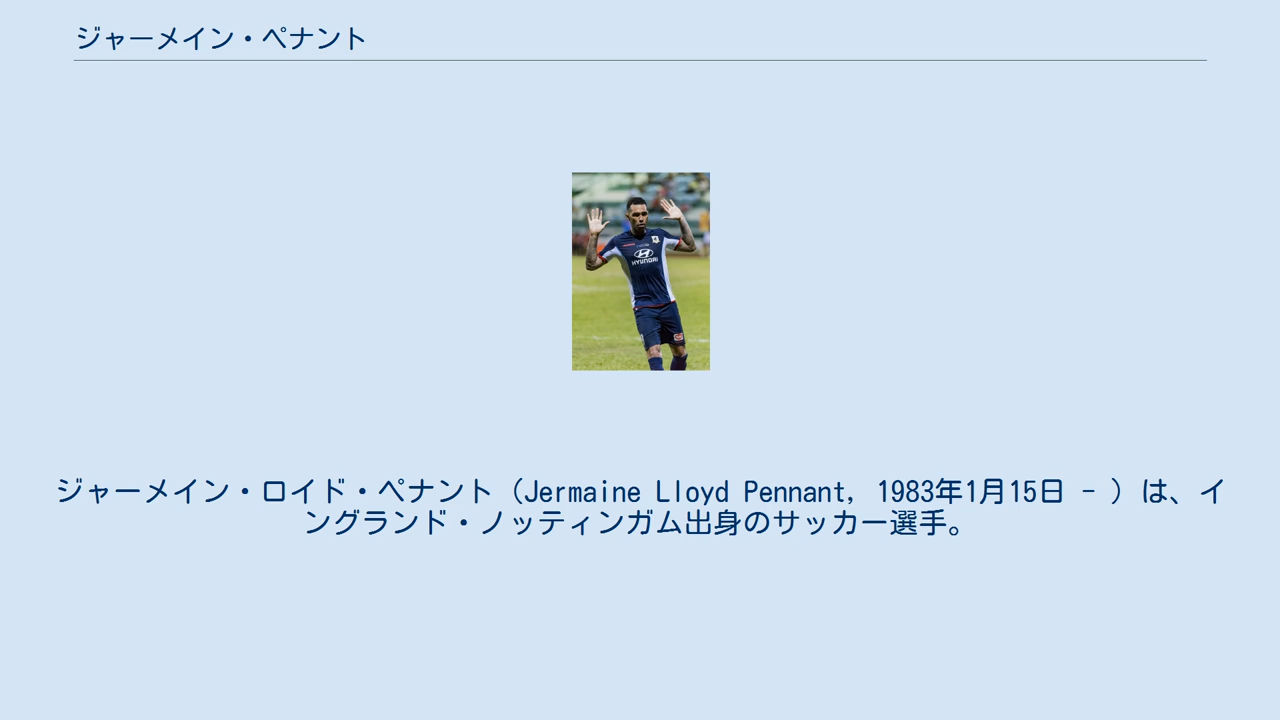 ジャーメイン・ペナント
HYUNDAI
ジャーメイン・ロイド・ペナント（Jermaine Lloyd Pennant, 1983年1月15日 - ）は、イ
ングランド・ノッティンガム出身のサッカー選手。